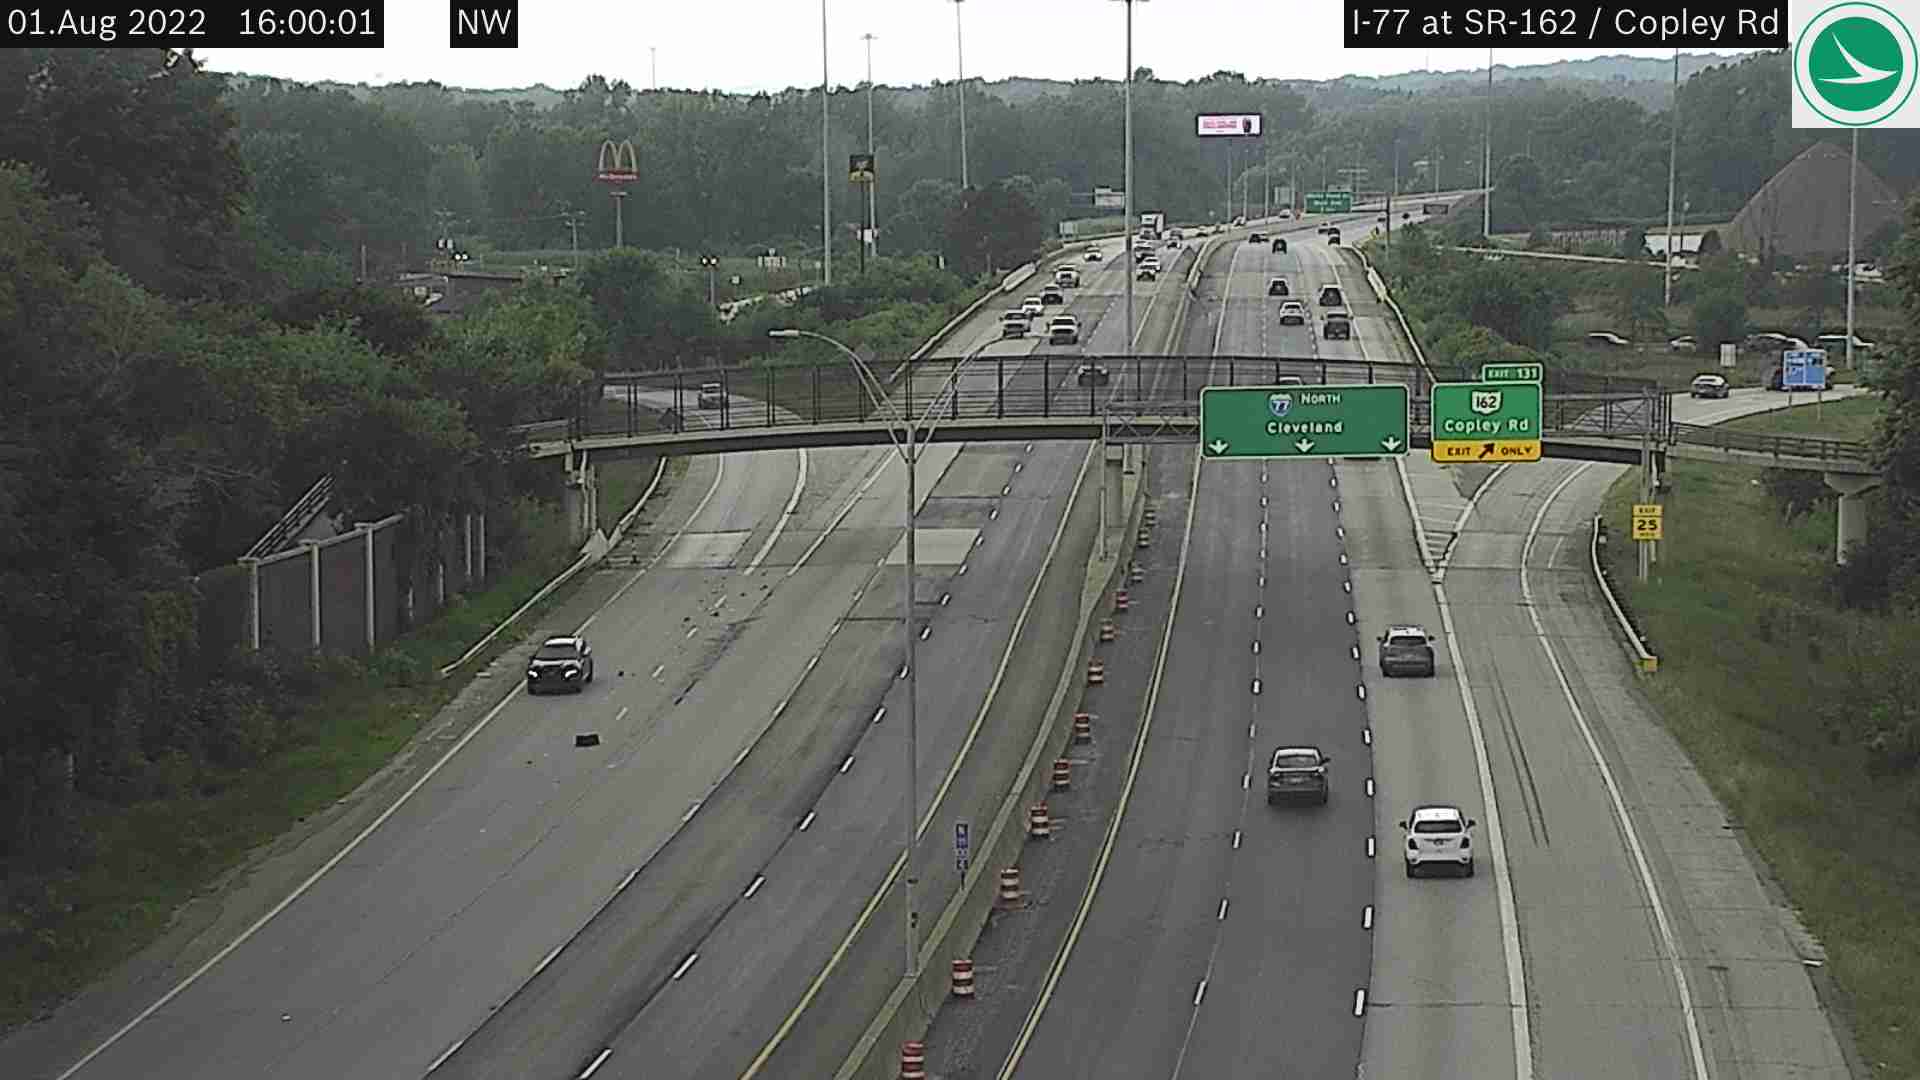 01.Aug 2022 16:00:01
NW
I-77 at SR-162 / Copley Rd
McDonald's
EXIT 131
77 NORTH
Cleveland
162
Copley Rd
EXIT ONLY
EXIT
25